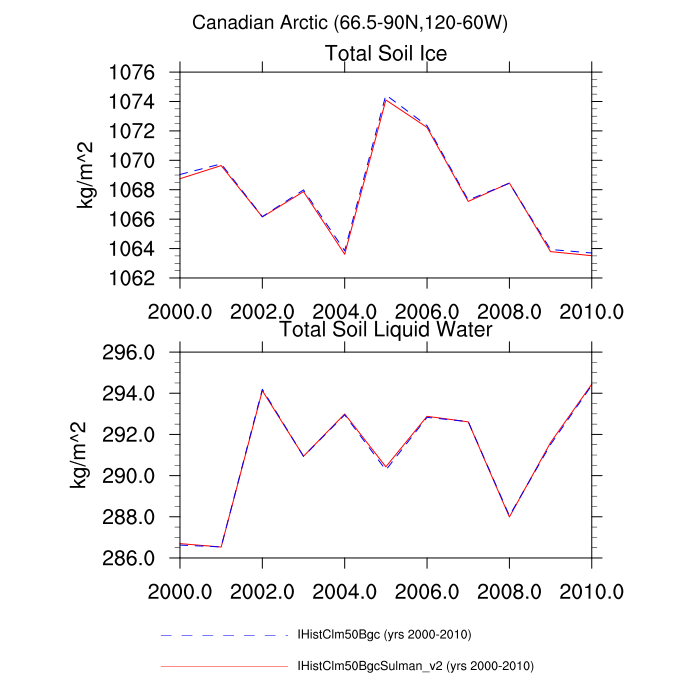 Canadian Arctic (66.5-90N,120-60W)
Total Soil Ice
1076
1074
1072
1070
1068
1066
1064
1062
kg/m^2
2000.0 2002.0 2004.0 2006.0 2008.0 2010.0
Total Soil Liquid Water
296.0
294.0
292.0
290.0
288.0
286.0
kg/m^2
2000.0 2002.0 2004.0 2006.0 2008.0 2010.0
IHistClm50Bgc (yrs 2000-2010)
IHistClm50BgcSulman_v2 (yrs 2000-2010)